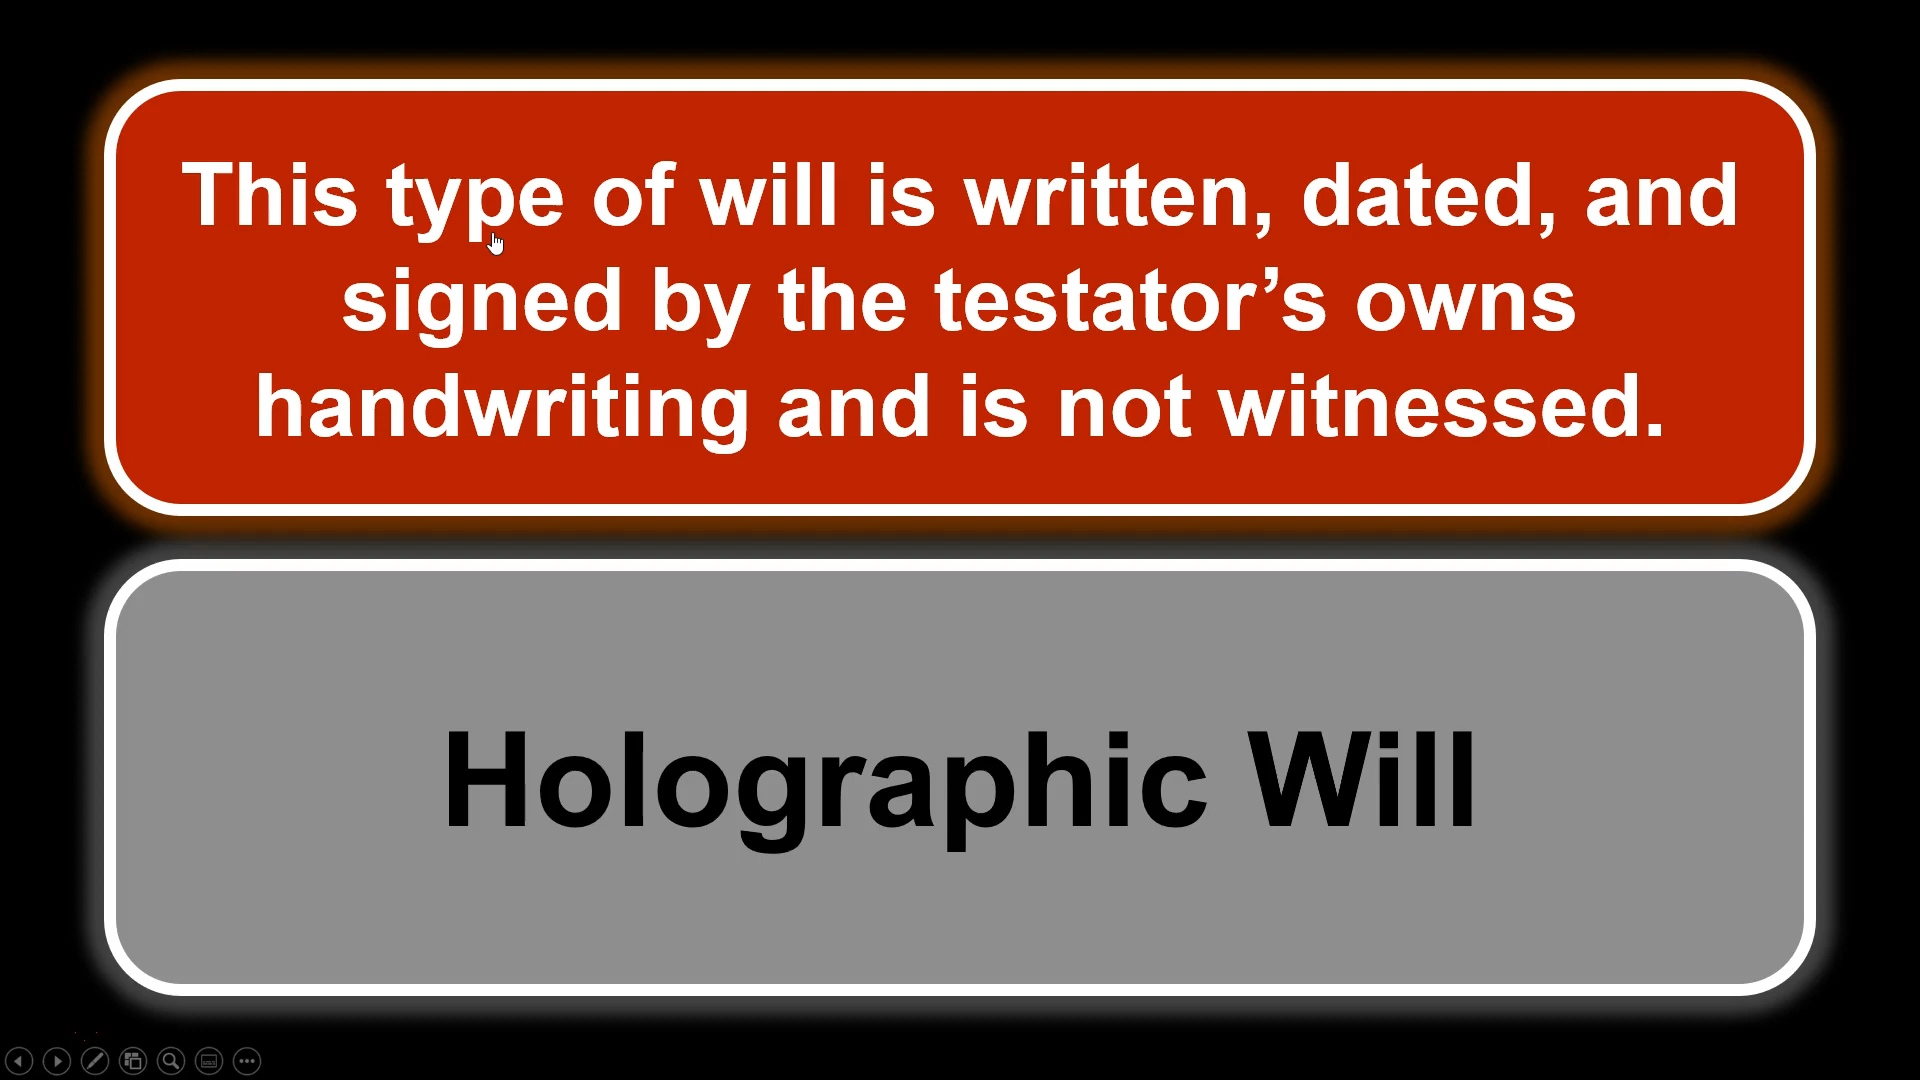 This type of will is written, dated, and
signed by the testator’s owns
handwriting and is not witnessed.
Holographic Will